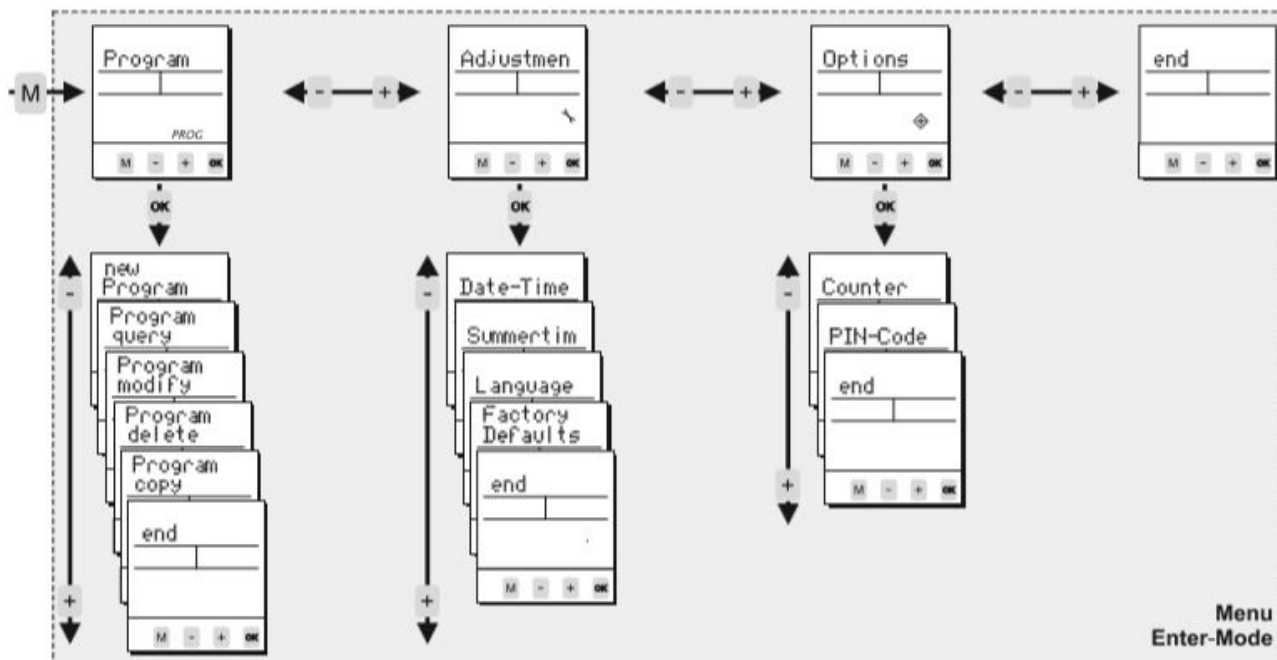 Program
Adjustmen
Options
end
M
- +
- +
- +
PROG
M - + OK
M - + OK
M - + OK
M - + OK
OK
OK
OK
-
new
Program
Program
query
Program
modify
Program
delete
Program
copy
end
M - + OK
+
-
Date-Time
Summertim
Language
Factory
Defaults
end
M - + OK
+
-
Counter
PIN-Code
end
M - + OK
+
Menu
Enter-Mode